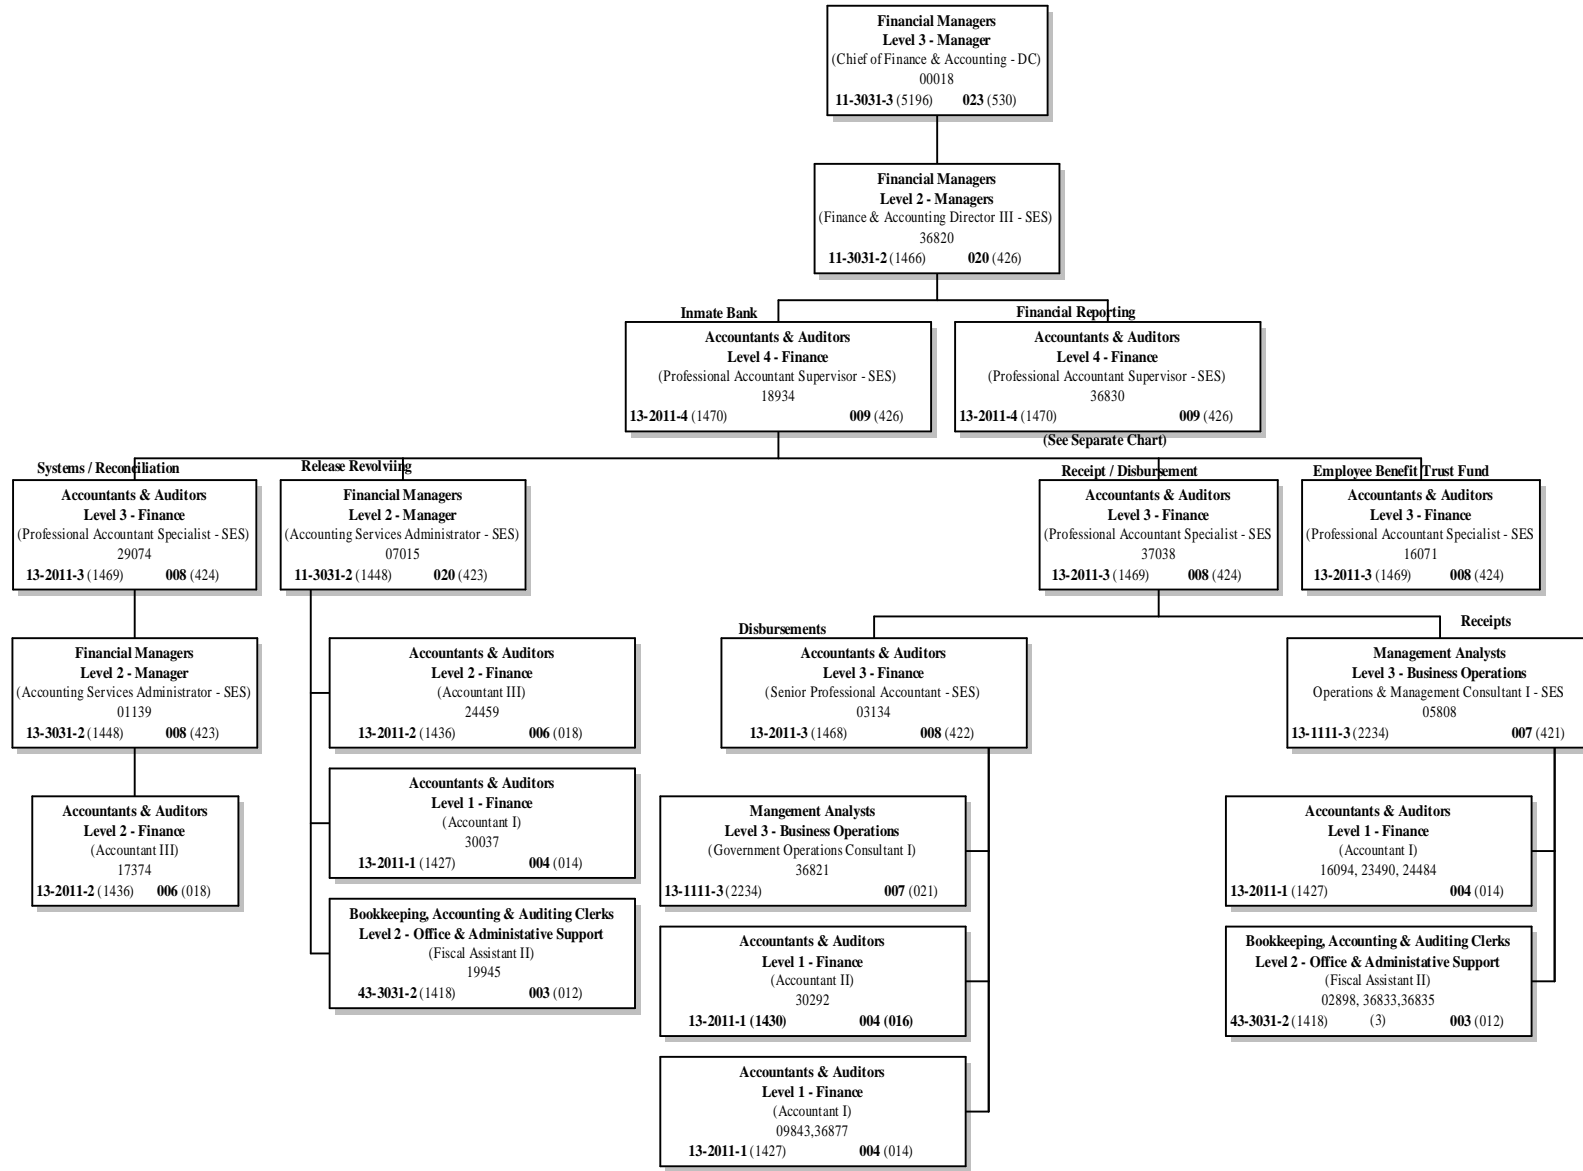 Financial Managers
Level 3 - Manager
(Chief of Finance & Accounting - DC)
00018
11-3031-3 (5196) 023 (530)
Financial Managers
Level 2 - Managers
(Finance & Accounting Director III - SES)
36820
11-3031-2 (1466) 020 (426)
Inmate Bank
Accountants & Auditors
Level 4 - Finance
(Professional Accountant Supervisor - SES)
18934
13-2011-4 (1470) 009 (426)
Financial Reporting
Accountants & Auditors
Level 4 - Finance
(Professional Accountant Supervisor - SES)
36830
13-2011-4 (1470) 009 (426)
(See Separate Chart)
Systems / Reconciliation
Accountants & Auditors
Level 3 - Finance
(Professional Accountant Specialist - SES)
29074
13-2011-3 (1469) 008 (424)
Financial Managers
Level 2 - Manager
(Accounting Services Administrator - SES)
01139
13-3031-2 (1448) 008 (423)
Accountants & Auditors
Level 2 - Finance
(Accountant III)
17374
13-2011-2 (1436) 006 (018)
Release Revolviing
Financial Managers
Level 2 - Manager
(Accounting Services Administrator - SES)
07015
11-3031-2 (1448) 020 (423)
Accountants & Auditors
Level 2 - Finance
(Accountant III)
24459
13-2011-2 (1436) 006 (018)
Accountants & Auditors
Level 1 - Finance
(Accountant I)
30037
13-2011-1 (1427) 004 (014)
Bookkeeping, Accounting & Auditing Clerks
Level 2 - Office & Administative Support
(Fiscal Assistant II)
19945
43-3031-2 (1418) 003 (012)
Receipt / Disbursement
Accountants & Auditors
Level 3 - Finance
(Professional Accountant Specialist - SES
37038
13-2011-3 (1469) 008 (424)
Employee Benefit Trust Fund
Accountants & Auditors
Level 3 - Finance
(Professional Accountant Specialist - SES
16071
13-2011-3 (1469) 008 (424)
Disbursements
Accountants & Auditors
Level 3 - Finance
(Senior Professional Accountant - SES)
03134
13-2011-3 (1468) 008 (422)
Mangement Analysts
Level 3 - Business Operations
(Government Operations Consultant I)
36821
13-1111-3 (2234) 007 (021)
Accountants & Auditors
Level 1 - Finance
(Accountant II)
30292
13-2011-1 (1430) 004 (016)
Accountants & Auditors
Level 1 - Finance
(Accountant I)
09843,36877
13-2011-1 (1427) 004 (014)
Receipts
Management Analysts
Level 3 - Business Operations
Operations & Management Consultant I - SES
05808
13-1111-3 (2234) 007 (421)
Accountants & Auditors
Level 1 - Finance
(Accountant I)
16094, 23490, 24484
13-2011-1 (1427) 004 (014)
Bookkeeping, Accounting & Auditing Clerks
Level 2 - Office & Administative Support
(Fiscal Assistant II)
02898, 36833,36835
43-3031-2 (1418) (3) 003 (012)